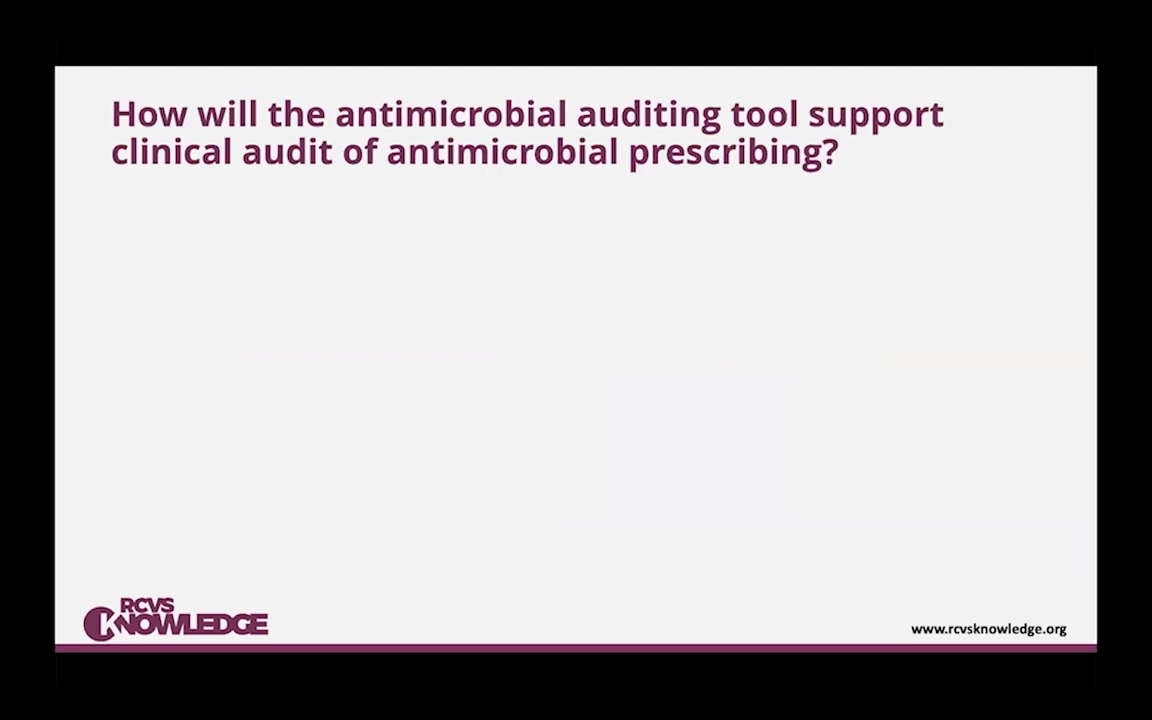 How will the antimicrobial auditing tool support
clinical audit of antimicrobial prescribing?
RCVS
KNOWLEDGE
www.rcvsknowledge.org